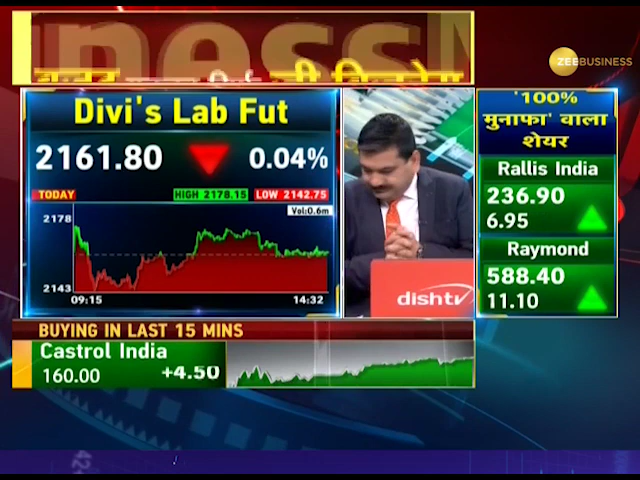 ZEEBUSINESS
Divi's Lab Fut
2161.80
0.04%
TODAY
HIGH 2178.15
LOW 2142.75
Vol:0.6m
2178
2143
09:15
14:32
dishtv
'100%
मुनाफा' वाला
शेयर
Rallis India
236.90
6.95
Raymond
588.40
11.10
BUYING IN LAST 15 MINS
Castrol India
160.00
+4.50